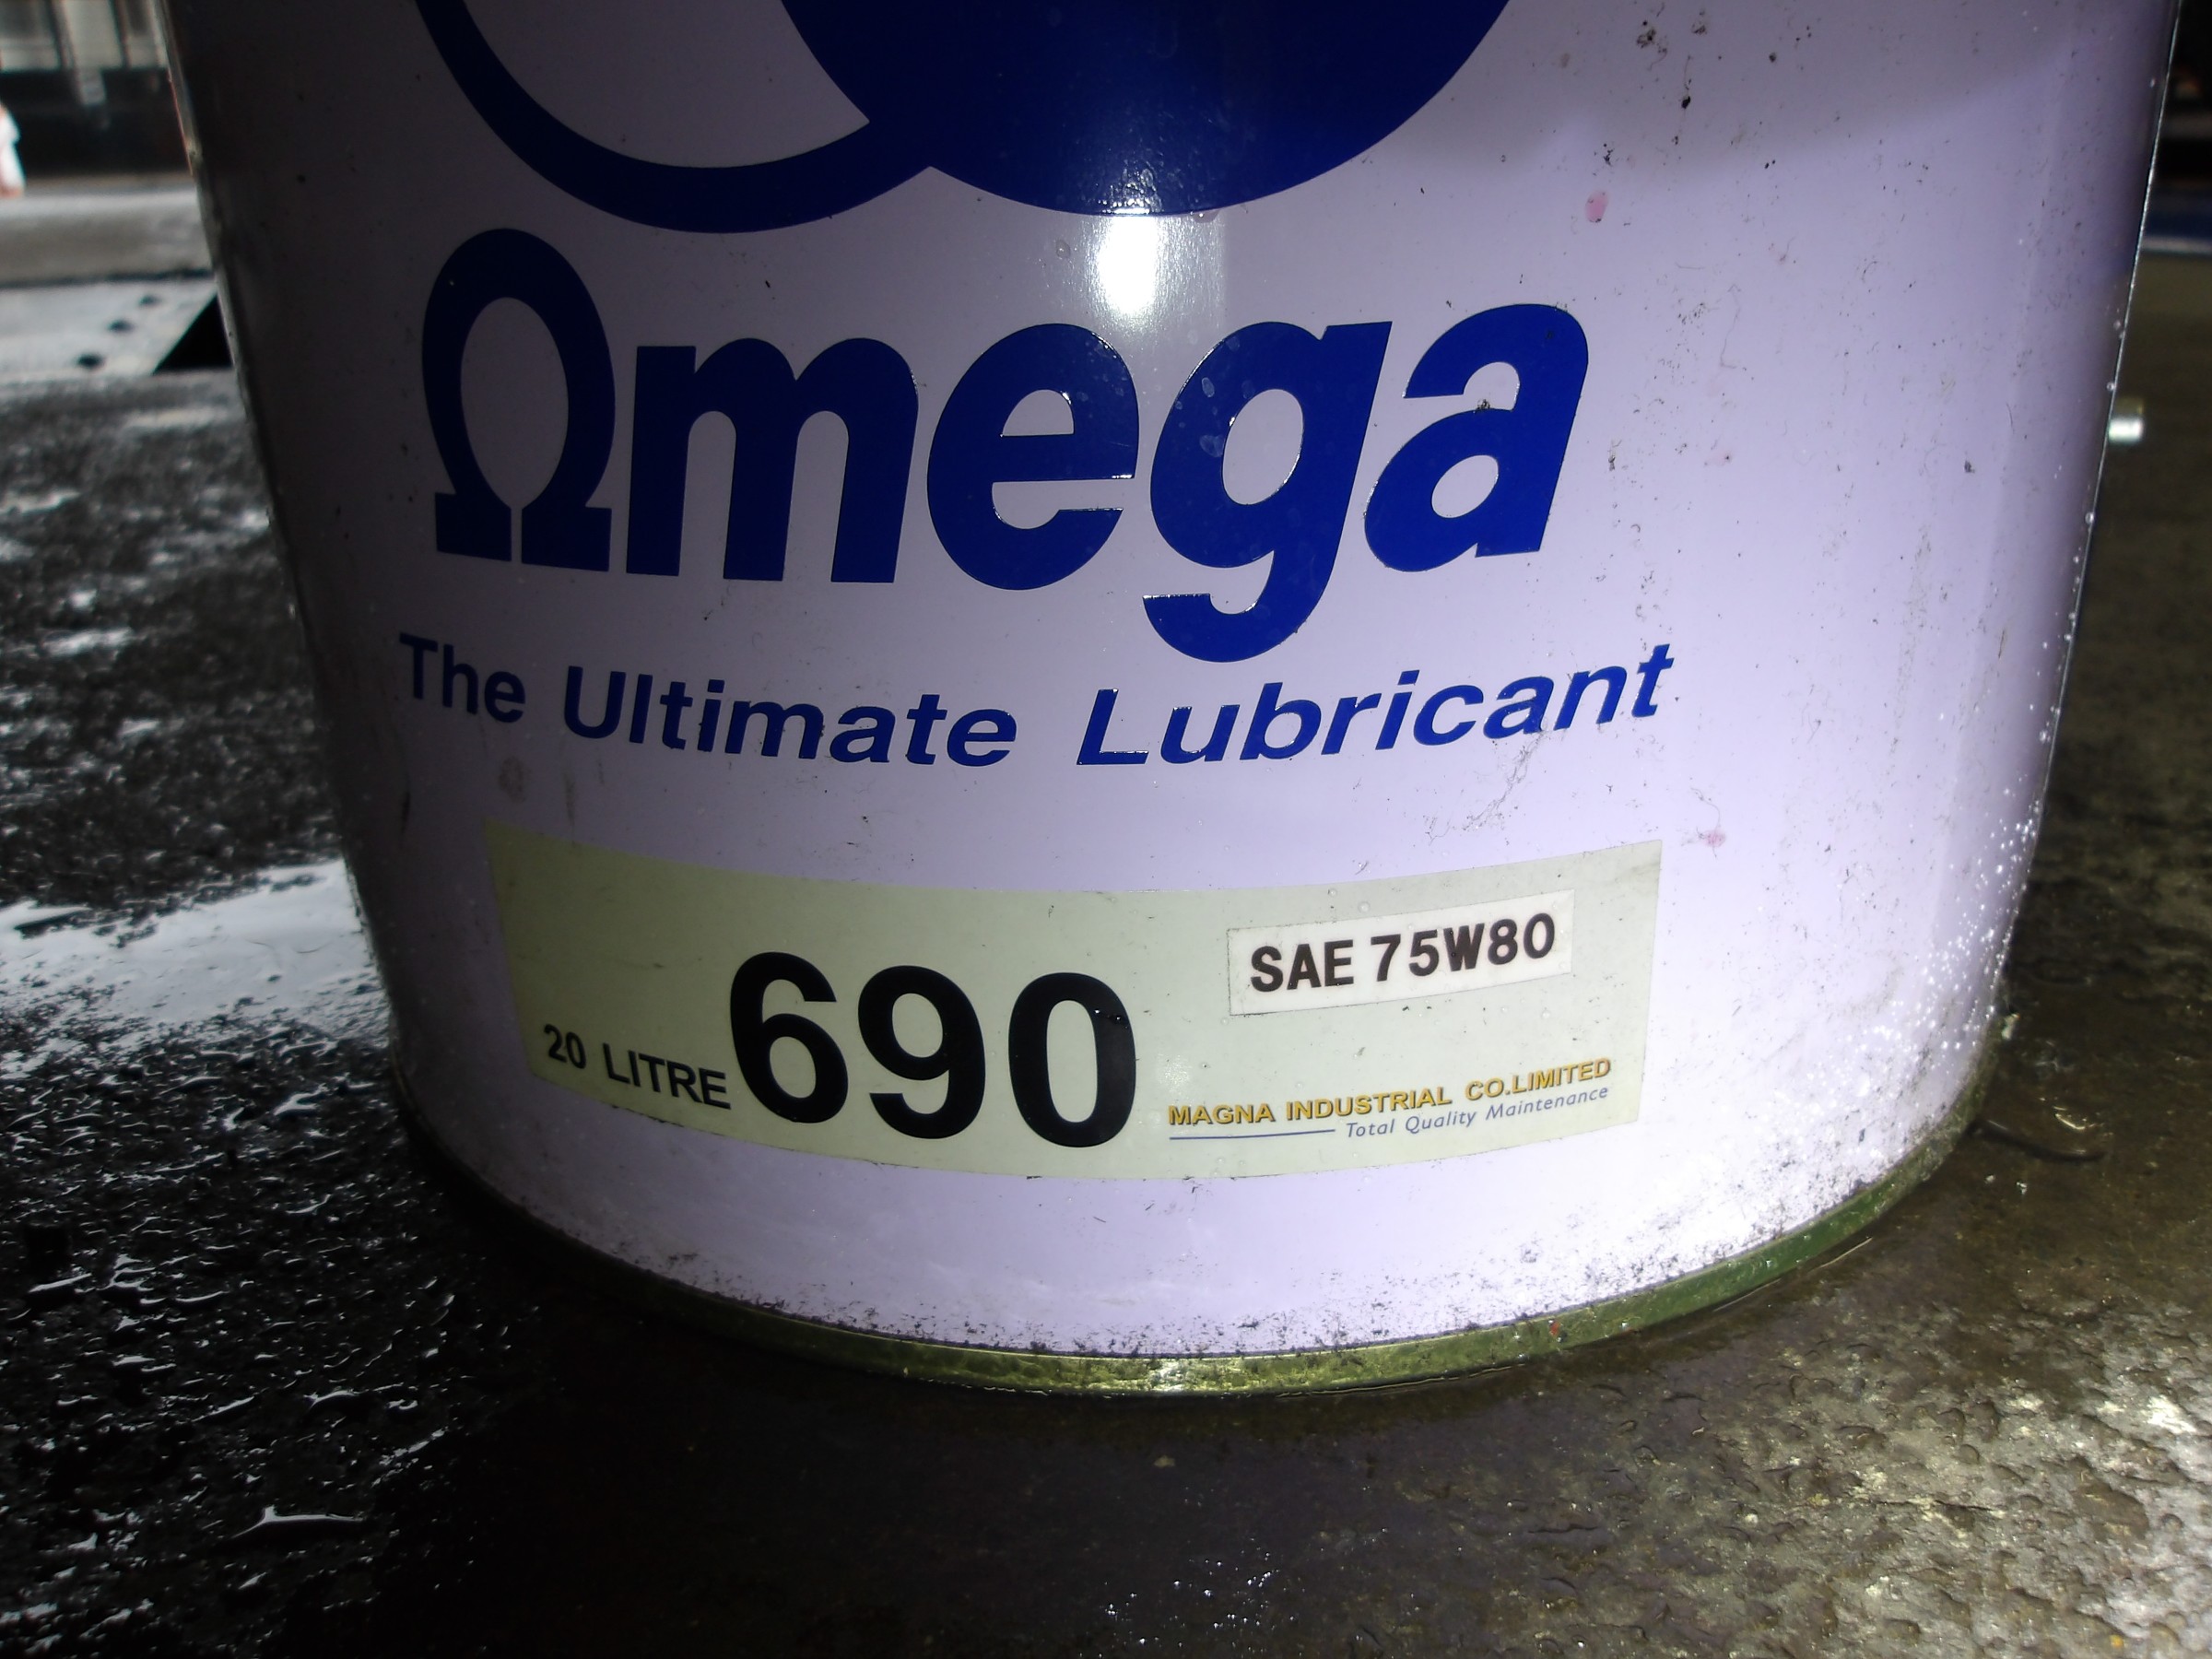 Ωmega
The Ultimate Lubricant
SAE 75W80
20 LITRE 690
MAGNA INDUSTRIAL CO.LIMITED
Total Quality Maintenance